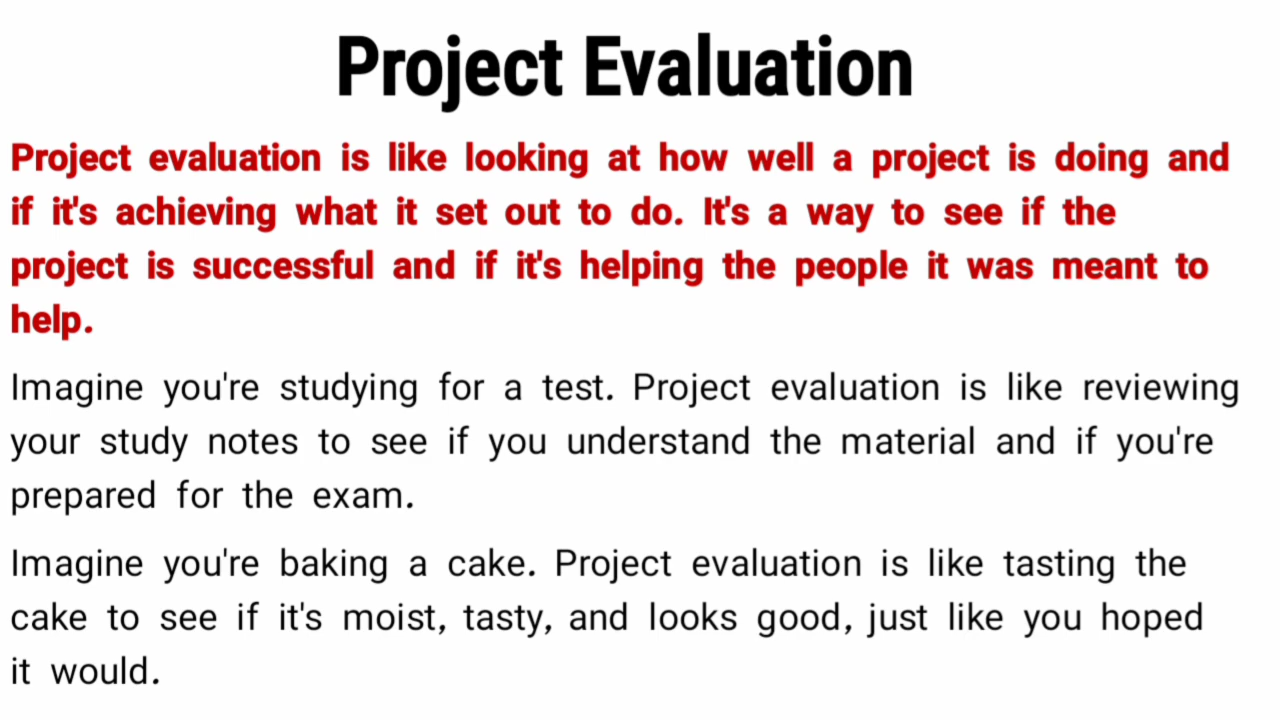 Project Evaluation
Project evaluation is like looking at how well a project is doing and
if it's achieving what it set out to do. It's a way to see if the
project is successful and if it's helping the people it was meant to
help.
Imagine you're studying for a test. Project evaluation is like reviewing
your study notes to see if you understand the material and if you're
prepared for the exam.
Imagine you're baking a cake. Project evaluation is like tasting the
cake to see if it's moist, tasty, and looks good, just like you hoped
it would.